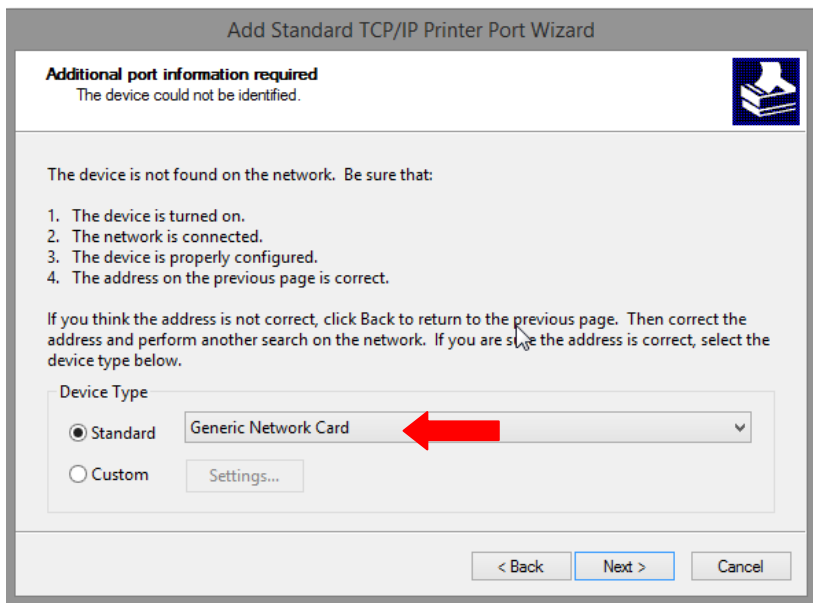 Add Standard TCP/IP Printer Port Wizard
Additional port information required
The device could not be identified.
The device is not found on the network. Be sure that:
1. The device is turned on.
2. The network is connected.
3. The device is properly configured.
4. The address on the previous page is correct.
If you think the address is not correct, click Back to return to the previous page. Then correct the
address and perform another search on the network. If you are sure the address is correct, select the
device type below.
Device Type
Standard Generic Network Card
Custom Settings...
< Back Next > Cancel